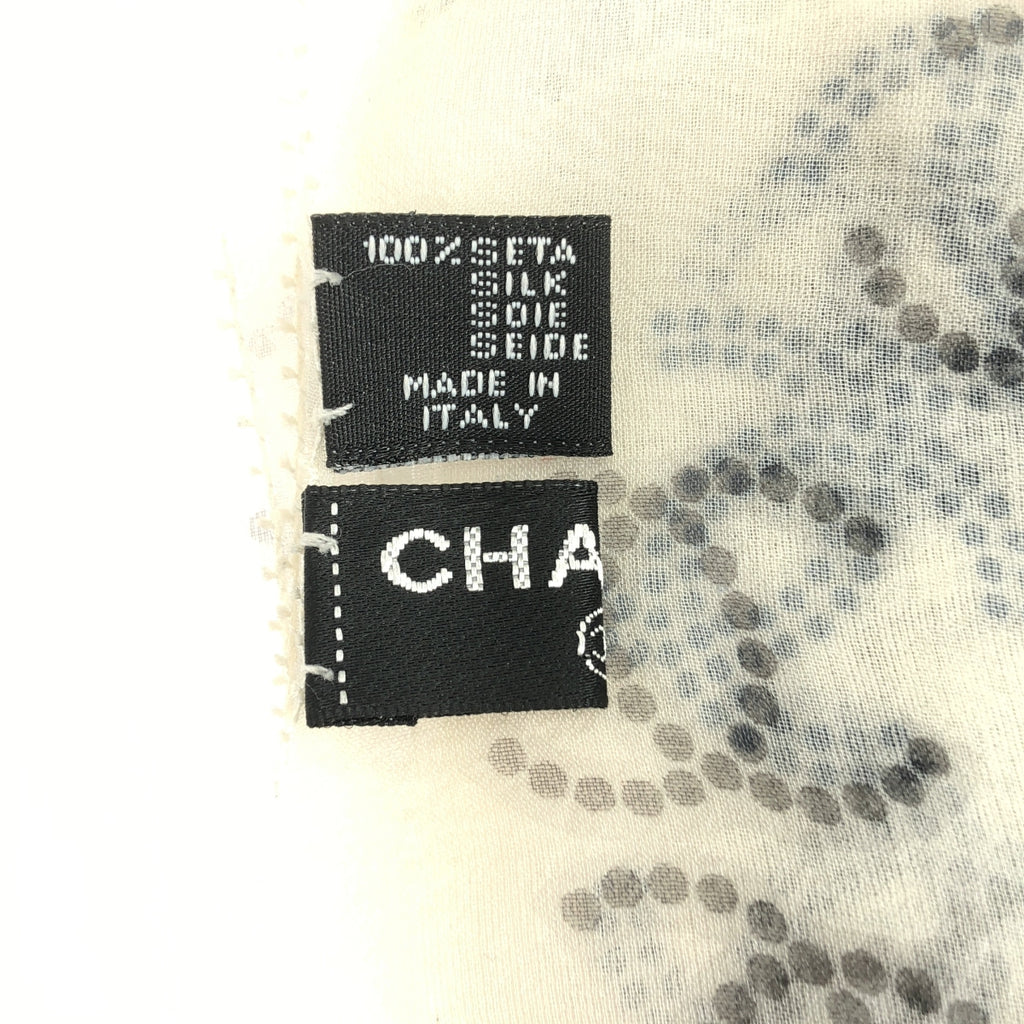 100% SETA
SILK
SOIE
SEIDE
MADE IN
ITALY
CHA